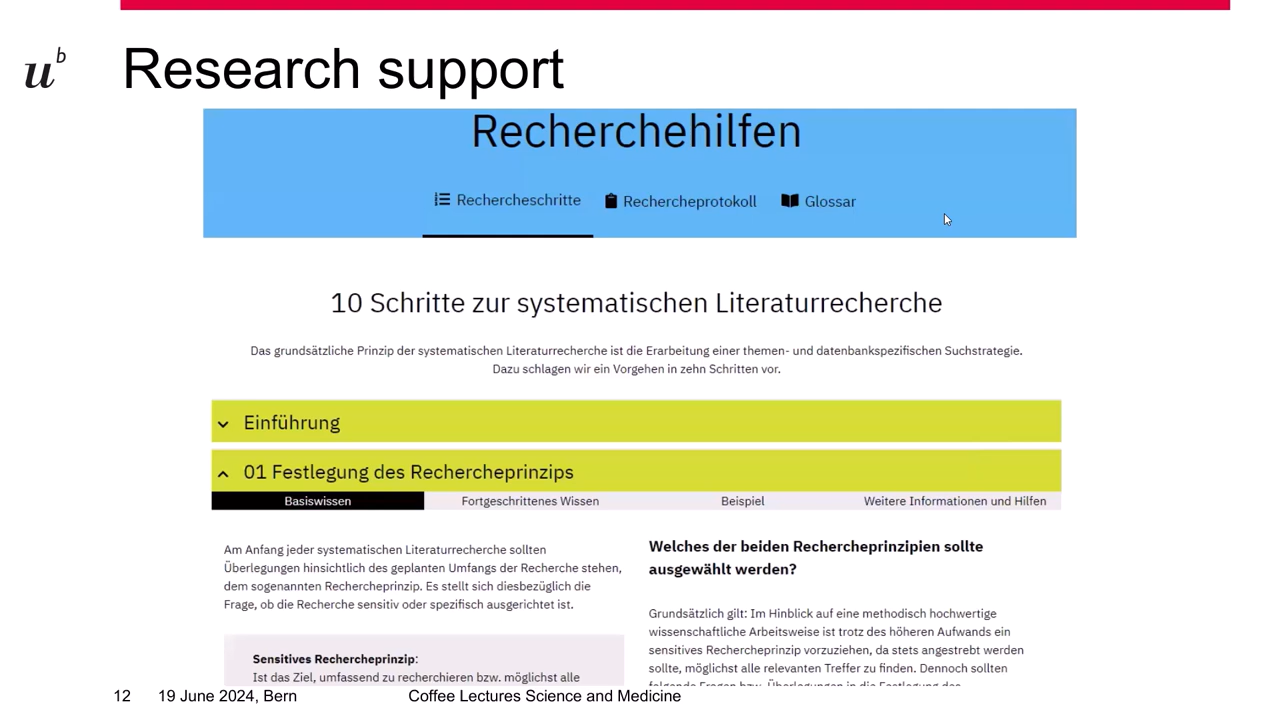 u b
Research support
Recherchehilfen
Rechercheschritte Rechercheprotokoll Glossar
10 Schritte zur systematischen Literaturrecherche
Das grundsätzliche Prinzip der systematischen Literaturrecherche ist die Erarbeitung einer themen- und datenbankspezifischen Suchstrategie.
Dazu schlagen wir ein Vorgehen in zehn Schritten vor.
Einführung
01 Festlegung des Rechercheprinzips
Basiswissen Fortgeschrittenes Wissen Beispiel Weitere Informationen und Hilfen
Am Anfang jeder systematischen Literaturrecherche sollten
Überlegungen hinsichtlich des geplanten Umfangs der Recherche stehen,
dem sogenannten Rechercheprinzip. Es stellt sich diesbezüglich die
Frage, ob die Recherche sensitiv oder spezifisch ausgerichtet ist.
Sensitives Rechercheprinzip:
Ist das Ziel, umfassend zu recherchieren bzw. möglichst alle
Welches der beiden Rechercheprinzipien sollte
ausgewählt werden?
Grundsätzlich gilt: Im Hinblick auf eine methodisch hochwertige
wissenschaftliche Arbeitsweise ist trotz des höheren Aufwands ein
sensitives Rechercheprinzip vorzuziehen, da stets angestrebt werden
sollte, möglichst alle relevanten Treffer zu finden. Dennoch sollten
12 19 June 2024, Bern Coffee Lectures Science and Medicine